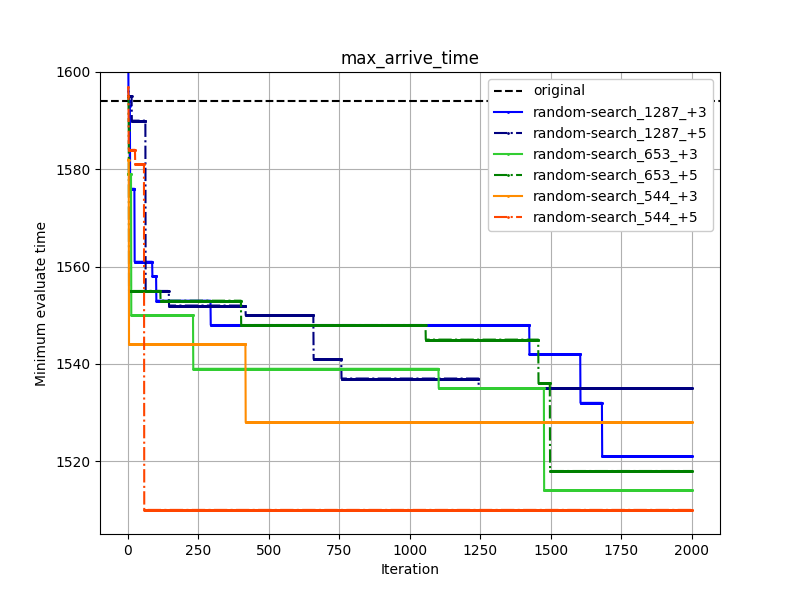 max_arrive_time
1600
1580
1560
1540
1520
Minimum evaluate time
original
random-search_1287_+3
random-search_1287_+5
random-search_653_+3
random-search_653_+5
random-search_544_+3
random-search_544_+5
0 250 500 750 1000 1250 1500 1750 2000
Iteration